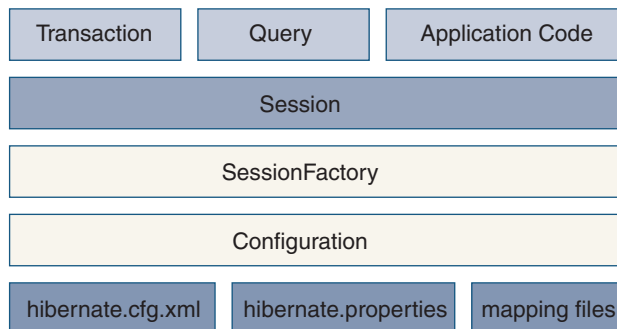 Transaction
Query
Application Code
Session
SessionFactory
Configuration
hibernate.cfg.xml
hibernate.properties
mapping files